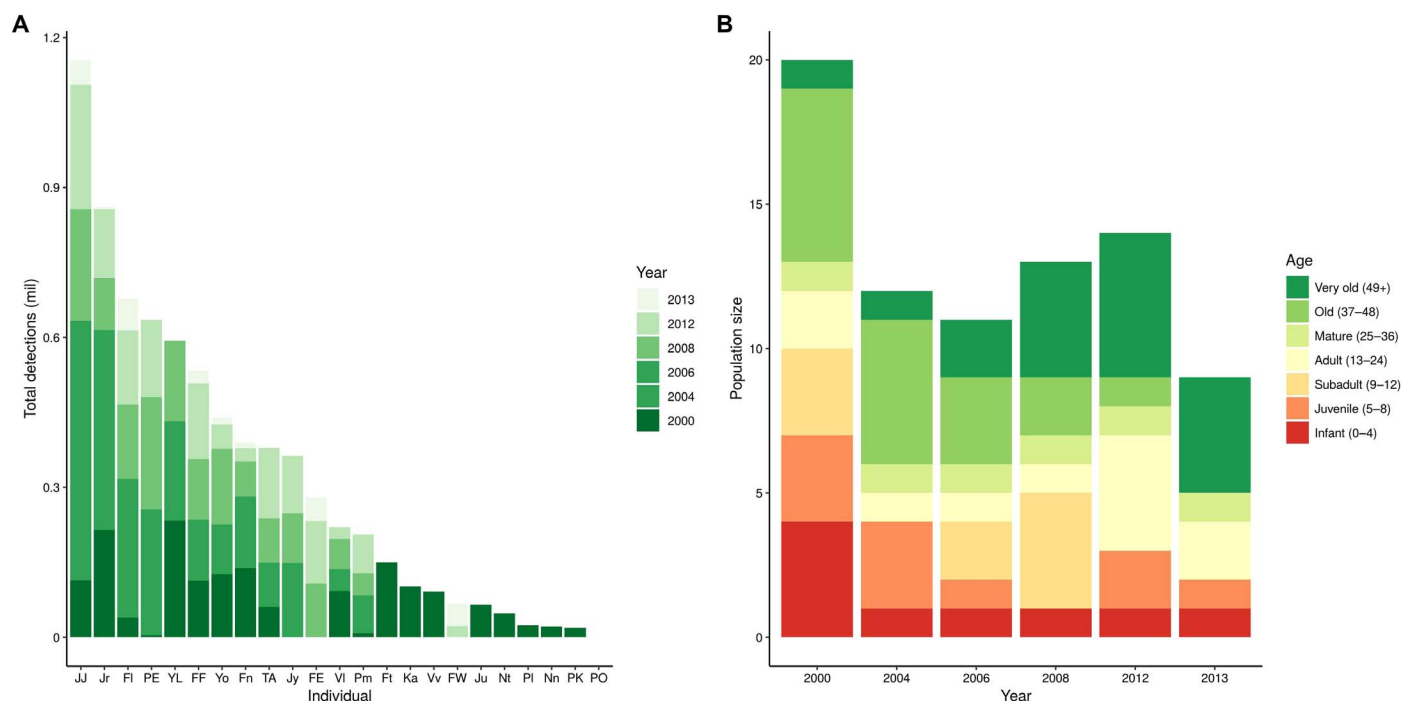 A
Total detections (mil)
1.2
0.9
0.6
0.3
0
JJ Jr FI PE YL FF Yo Fn TA Jy FE VI Pm Ft Ka Vv FW Ju Nt PI Nn PK PO
Individual
Year
2013
2012
2008
2006
2004
2000
B
Population size
20
15
10
5
0
2000 2004 2006 2008 2012 2013
Year
Age
Very old (49+)
Old (37–48)
Mature (25–36)
Adult (13–24)
Subadult (9–12)
Juvenile (5–8)
Infant (0–4)